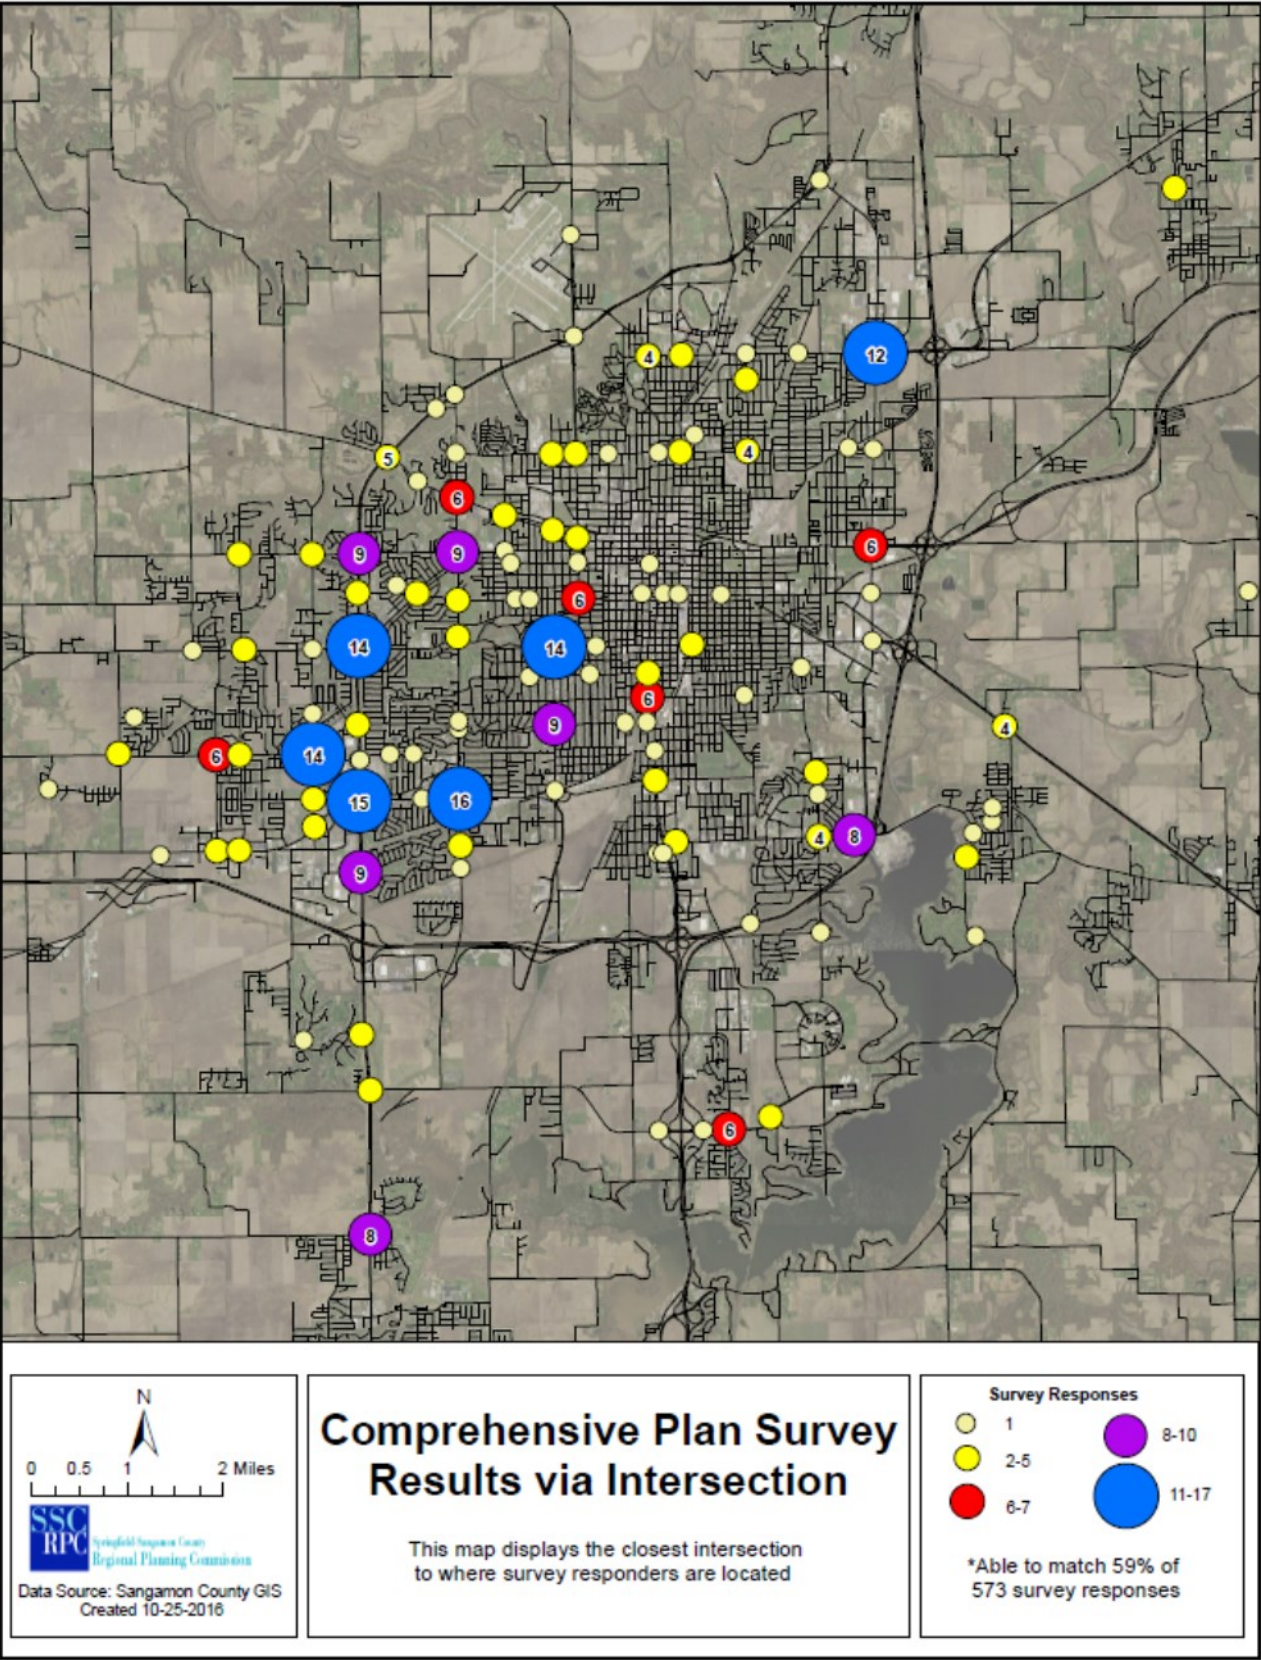 12
4
5
4
6
9
9
6
6
14
14
6
9
4
6
14
15
16
4
8
9
6
8
N
0 0.5 1 2 Miles
SSC
RPC
Springfield-Sangamon County
Regional Planning Commission
Data Source: Sangamon County GIS
Created 10-25-2016
Comprehensive Plan Survey
Results via Intersection
This map displays the closest intersection
to where survey responders are located
Survey Responses
1
2-5
6-7
8-10
11-17
*Able to match 59% of
573 survey responses